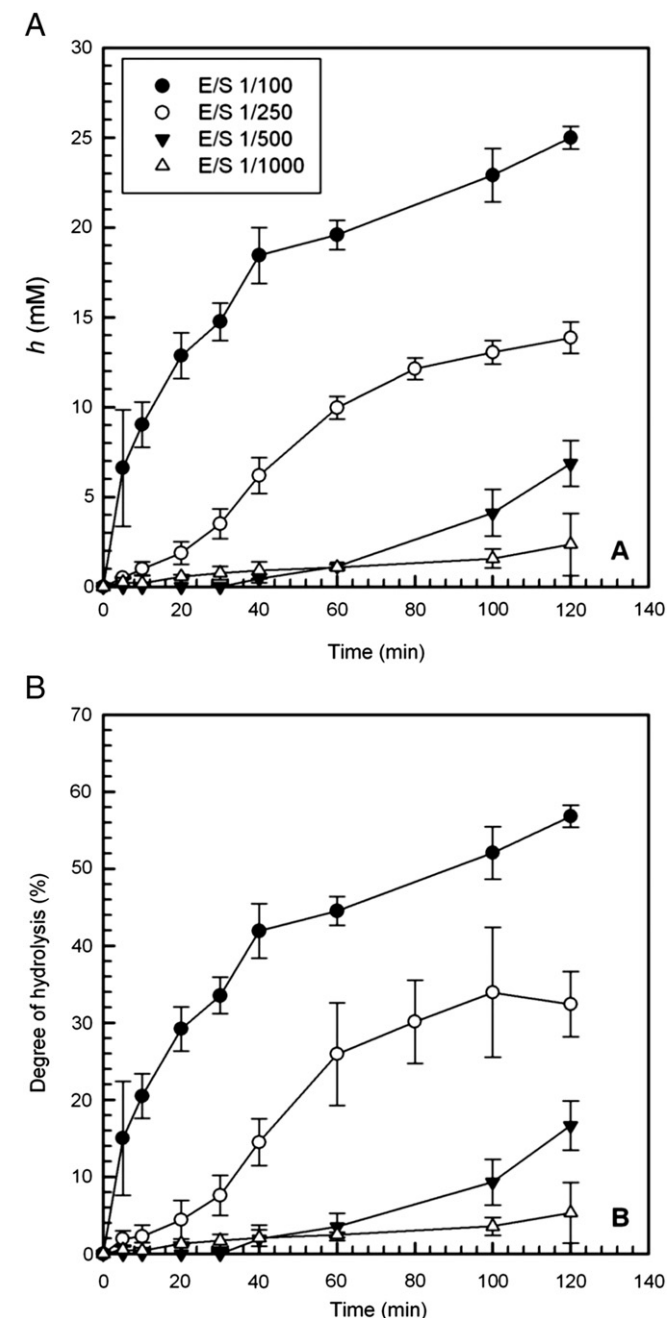 A
30
E/S 1/100
E/S 1/250
25
E/S 1/500
E/S 1/1000
20
h (mM)
15
10
5
A
0
0 20 40 60 80 100 120 140
Time (min)
B
70
60
50
40
Degree of hydrolysis (%)
30
20
10
B
0
0 20 40 60 80 100 120 140
Time (min)